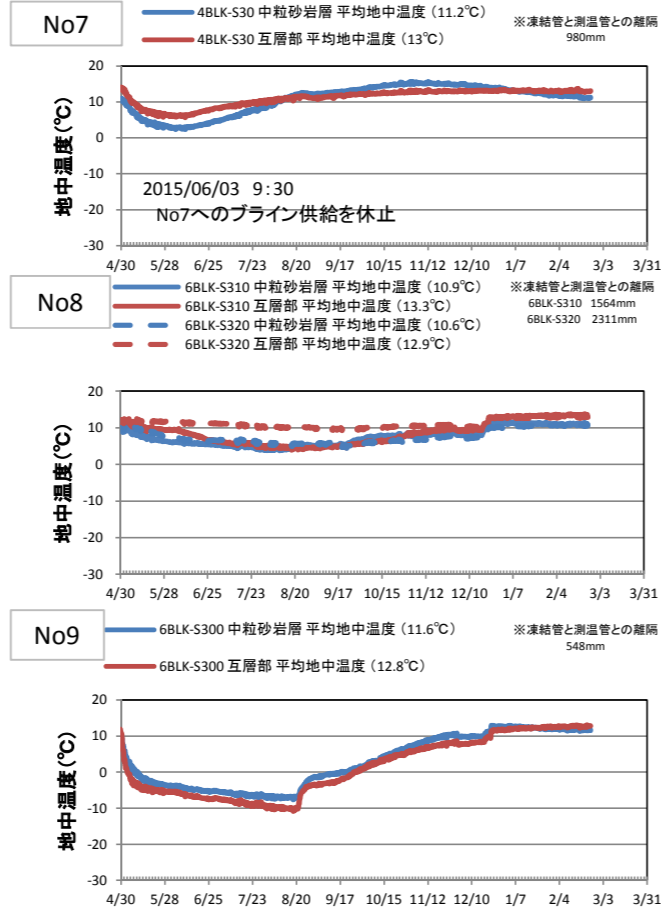 No7
4BLK-S30 中粒砂岩層 平均地中温度 (11.2℃)
4BLK-S30 互層部 平均地中温度 (13℃)
※凍結管と測温管との離隔
980mm
地中温度(℃)
20
10
0
-10
-20
-30
2015/06/03 9:30
No7へのブライン供給を休止
4/30 5/28 6/25 7/23 8/20 9/17 10/15 11/12 12/10 1/7 2/4 3/3 3/31
No8
6BLK-S310 中粒砂岩層 平均地中温度 (10.9℃)
6BLK-S310 互層部 平均地中温度 (13.3℃)
6BLK-S320 中粒砂岩層 平均地中温度 (10.6℃)
6BLK-S320 互層部 平均地中温度 (12.9℃)
※凍結管と測温管との離隔
6BLK-S310 1564mm
6BLK-S320 2311mm
地中温度(℃)
20
10
0
-10
-20
-30
4/30 5/28 6/25 7/23 8/20 9/17 10/15 11/12 12/10 1/7 2/4 3/3 3/31
No9
6BLK-S300 中粒砂岩層 平均地中温度 (11.6℃)
6BLK-S300 互層部 平均地中温度 (12.8℃)
※凍結管と測温管との離隔
548mm
地中温度(℃)
20
10
0
-10
-20
-30
4/30 5/28 6/25 7/23 8/20 9/17 10/15 11/12 12/10 1/7 2/4 3/3 3/31